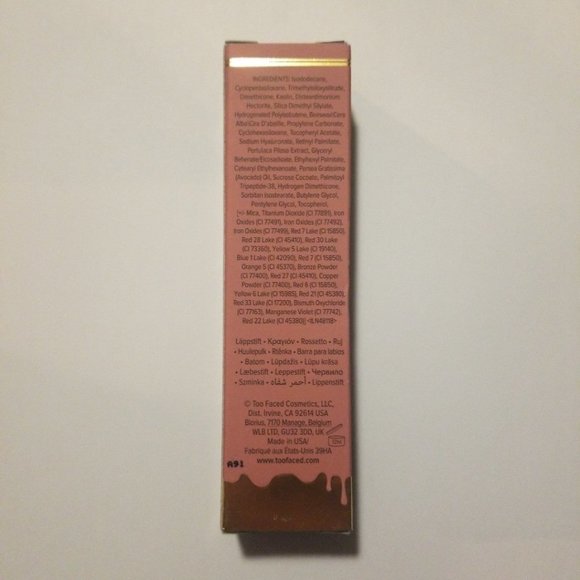 INGREDIENTS: Isododecane,
Cyclopentasiloxane, Trimethylsiloxysilicate,
Dimethicone, Kaolin, Disteardimonium
Hectorite, Silica Dimethyl Silylate,
Hydrogenated Polyisobutene, Beeswax\Cera
Alba\Cire D'abeille, Propylene Carbonate,
Cyclohexasiloxane, Tocopheryl Acetate,
Sodium Hyaluronate, Retinyl Palmitate,
Portulaca Pilosa Extract, Glyceryl
Behenate/Eicosadioate, Ethylhexyl Palmitate,
Cetearyl Ethylhexanoate, Persea Gratissima
(Avocado) Oil, Sucrose Cocoate, Palmitoyl
Tripeptide-38, Hydrogen Dimethicone,
Sorbitan Isostearate, Butylene Glycol,
Pentylene Glycol, Tocopherol.
[+/- Mica, Titanium Dioxide (CI 77891), Iron
Oxides (CI 77491), Iron Oxides (CI 77492),
Iron Oxides (CI 77499), Red 7 Lake (CI 15850),
Red 28 Lake (CI 45410), Red 30 Lake
(CI 73360), Yellow 5 Lake (CI 19140),
Blue 1 Lake (CI 42090), Red 7 (CI 15850),
Orange 5 (CI 45370), Bronze Powder
(CI 77400), Red 27 (CI 45410), Copper
Powder (CI 77400), Red 6 (CI 15850),
Yellow 6 Lake (CI 15985), Red 21 (CI 45380),
Red 33 Lake (CI 17200), Bismuth Oxychloride
(CI 77163), Manganese Violet (CI 77742),
Red 22 Lake (CI 45380)] <ILN48118>
Läppstift • Κραγιόν • Rossetto • Ruj
• Huulepulk • Rtěnka • Barra para labios
• Batom • Lūpdažis • Lūpu krāsa
• Læbestift • Leppestift • Червило
• Szminka • أحمر شفاه • Lippenstift
© Too Faced Cosmetics, LLC,
Dist. Irvine, CA 92614 USA
Biorius, 7170 Manage, Belgium
WLB LTD, GU32 3DD, UK
Made in USA/
Fabriqué aux États-Unis 39HA
www.toofaced.com
A91